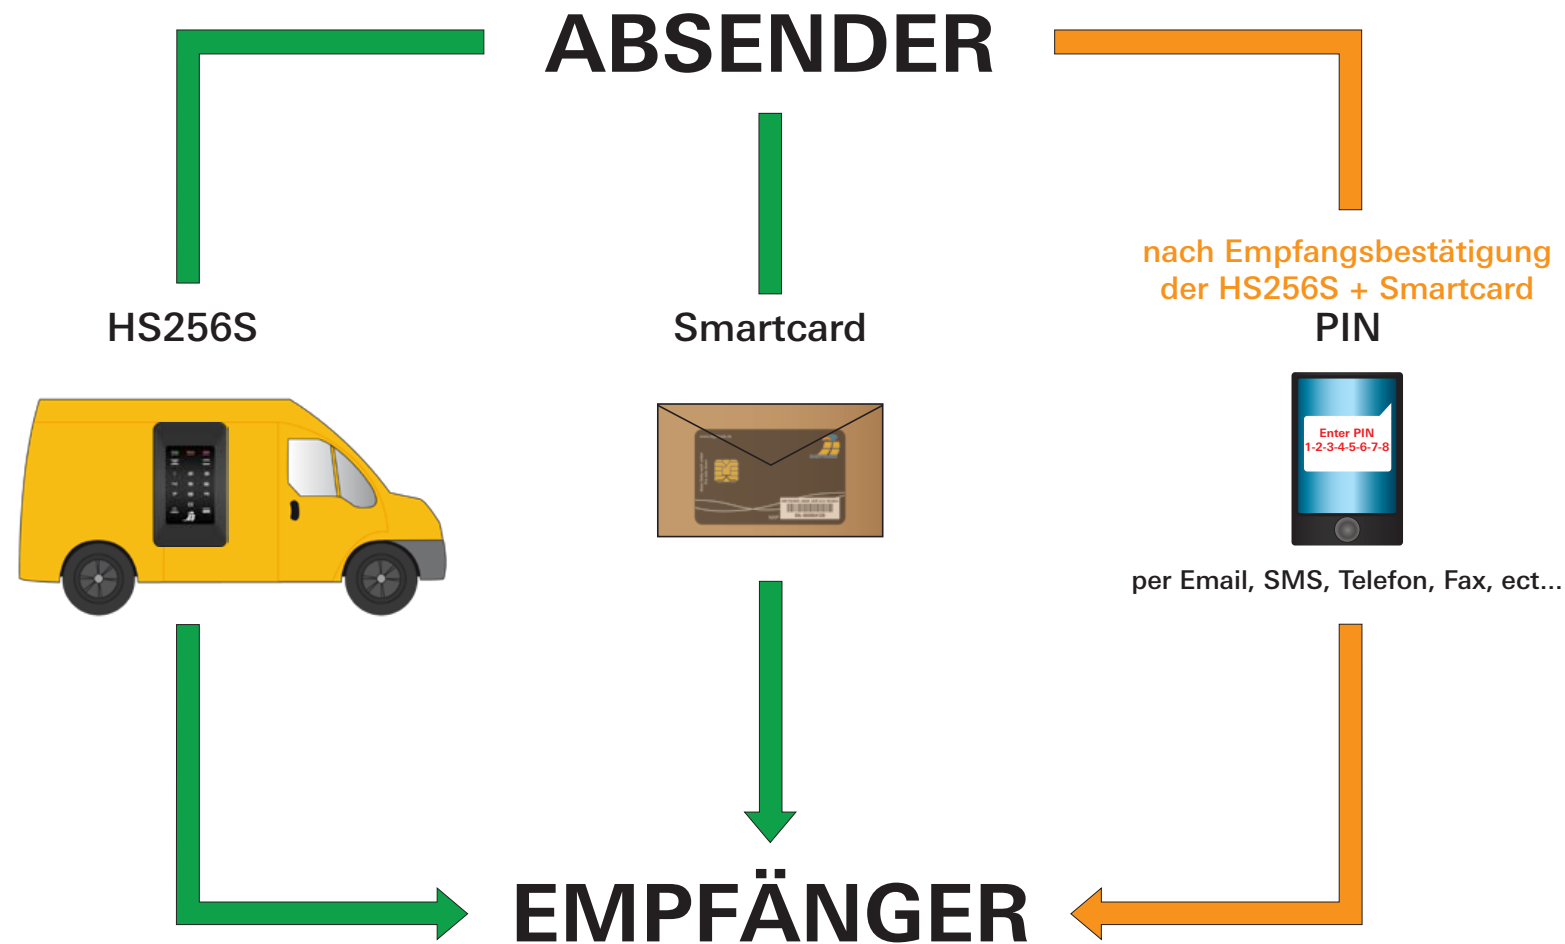 ABSENDER
nach Empfangsbestätigung
der HS256S + Smartcard
HS256S
Smartcard
PIN
Enter PIN
1-2-3-4-5-6-7-8
per Email, SMS, Telefon, Fax, ect...
EMPFÄNGER